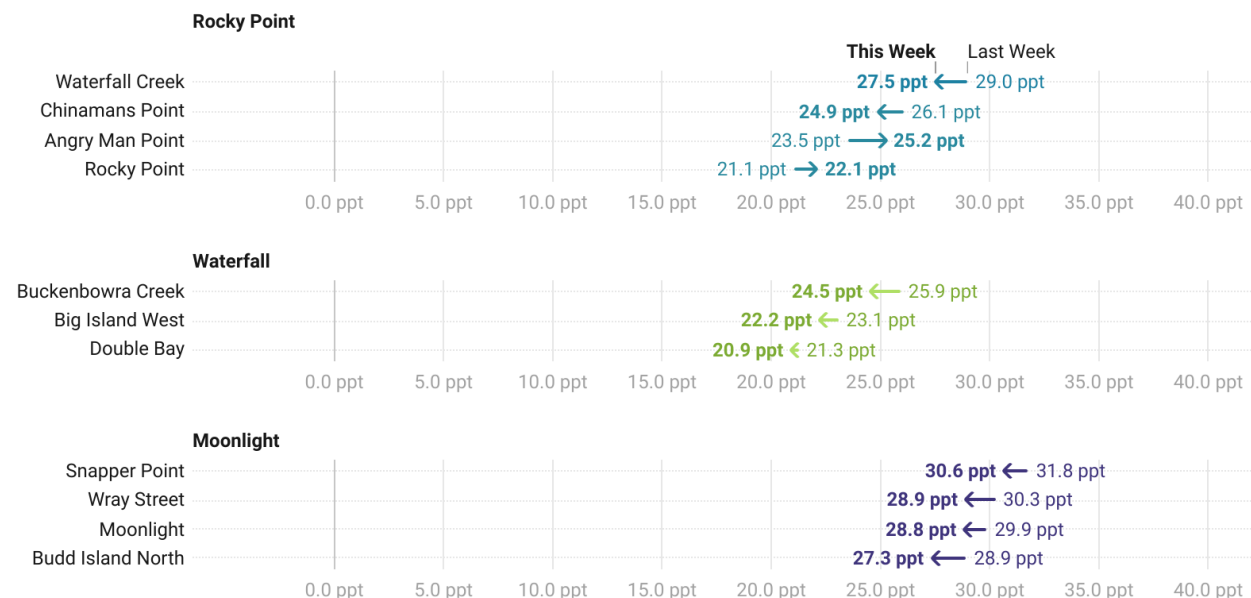 Rocky Point
This Week Last Week
Waterfall Creek 27.5 ppt 29.0 ppt
Chinamans Point 24.9 ppt 26.1 ppt
Angry Man Point 23.5 ppt 25.2 ppt
Rocky Point 21.1 ppt 22.1 ppt
0.0 ppt 5.0 ppt 10.0 ppt 15.0 ppt 20.0 ppt 25.0 ppt 30.0 ppt 35.0 ppt 40.0 ppt
Waterfall
Buckenbowra Creek 24.5 ppt 25.9 ppt
Big Island West 22.2 ppt 23.1 ppt
Double Bay 20.9 ppt 21.3 ppt
0.0 ppt 5.0 ppt 10.0 ppt 15.0 ppt 20.0 ppt 25.0 ppt 30.0 ppt 35.0 ppt 40.0 ppt
Moonlight
Snapper Point 30.6 ppt 31.8 ppt
Wray Street 28.9 ppt 30.3 ppt
Moonlight 28.8 ppt 29.9 ppt
Budd Island North 27.3 ppt 28.9 ppt
0.0 ppt 5.0 ppt 10.0 ppt 15.0 ppt 20.0 ppt 25.0 ppt 30.0 ppt 35.0 ppt 40.0 ppt